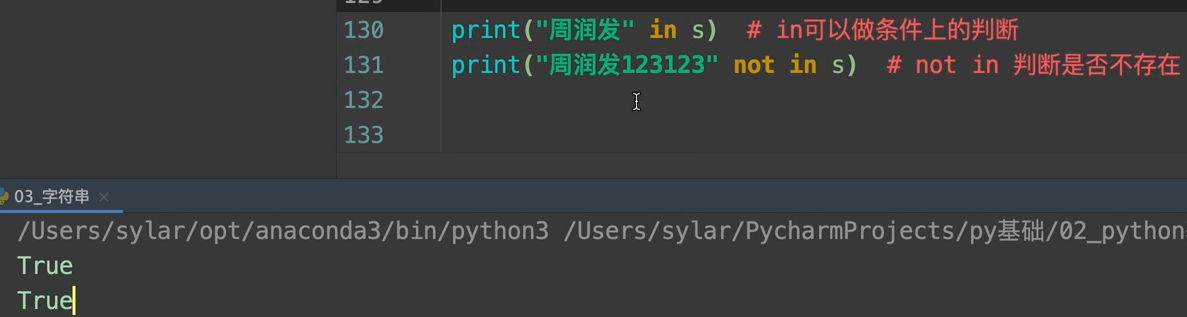 130 print("周润发" in s)  # in可以做条件上的判断
131 print("周润发123123" not in s)  # not in 判断是否不存在
132
133
03_字符串
/Users/sylar/opt/anaconda3/bin/python3 /Users/sylar/PycharmProjects/py基础/02_python
True
True